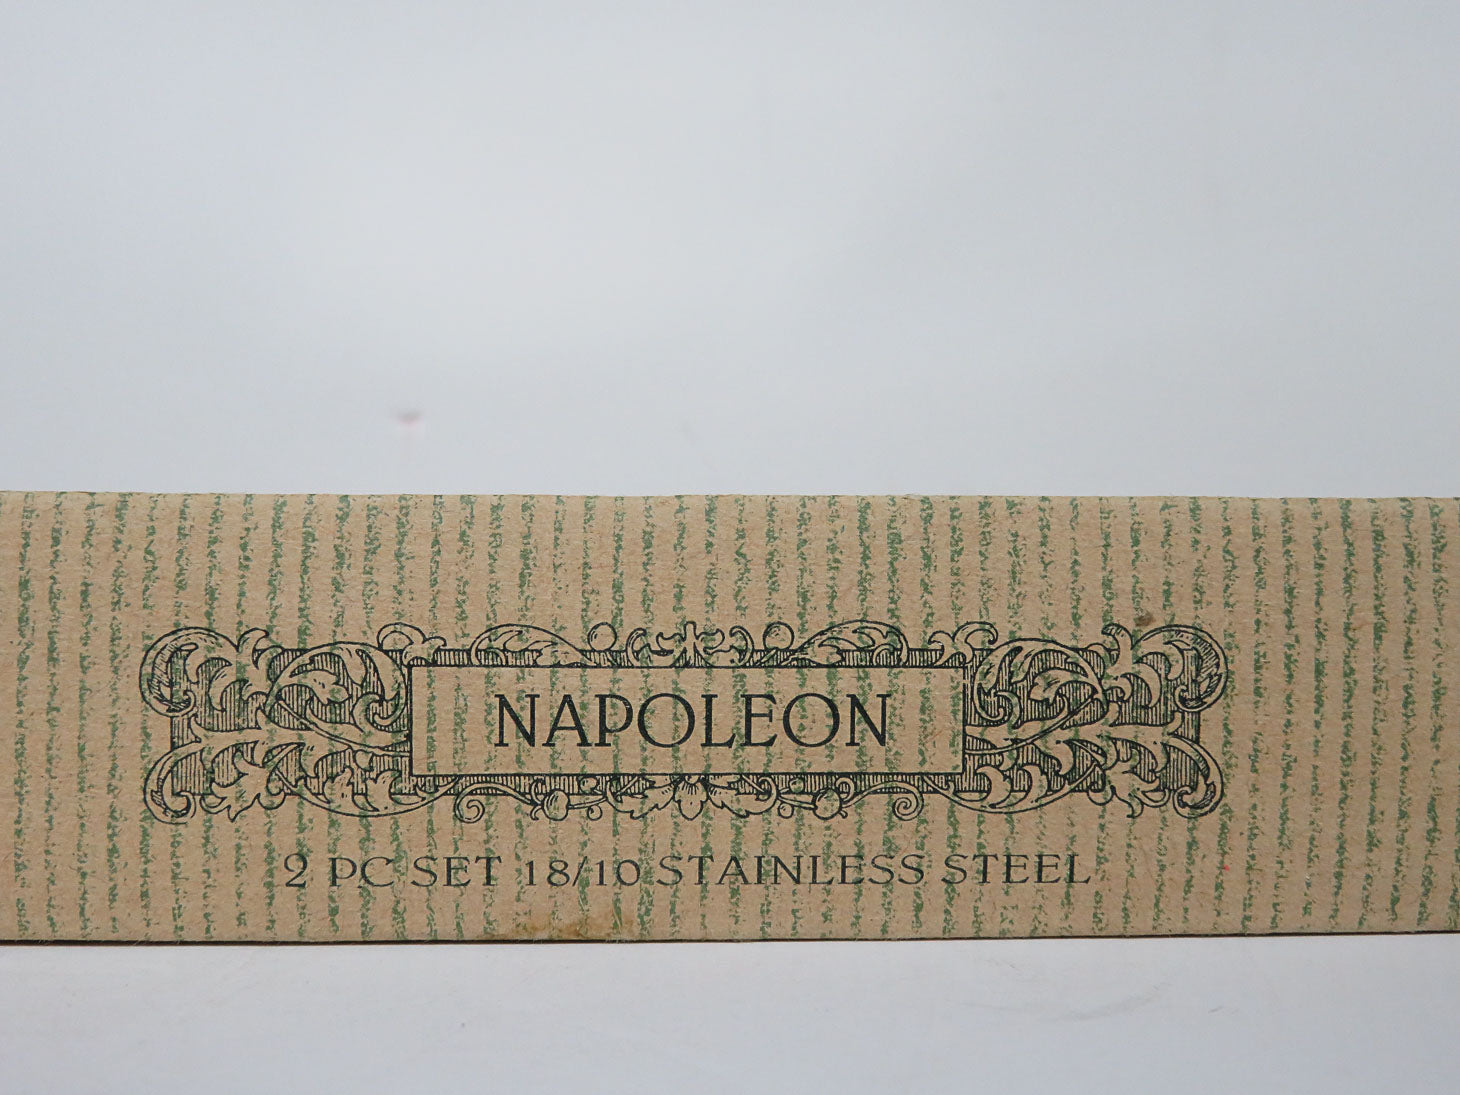 NAPOLEON
2 PC SET 18/10 STAINLESS STEEL